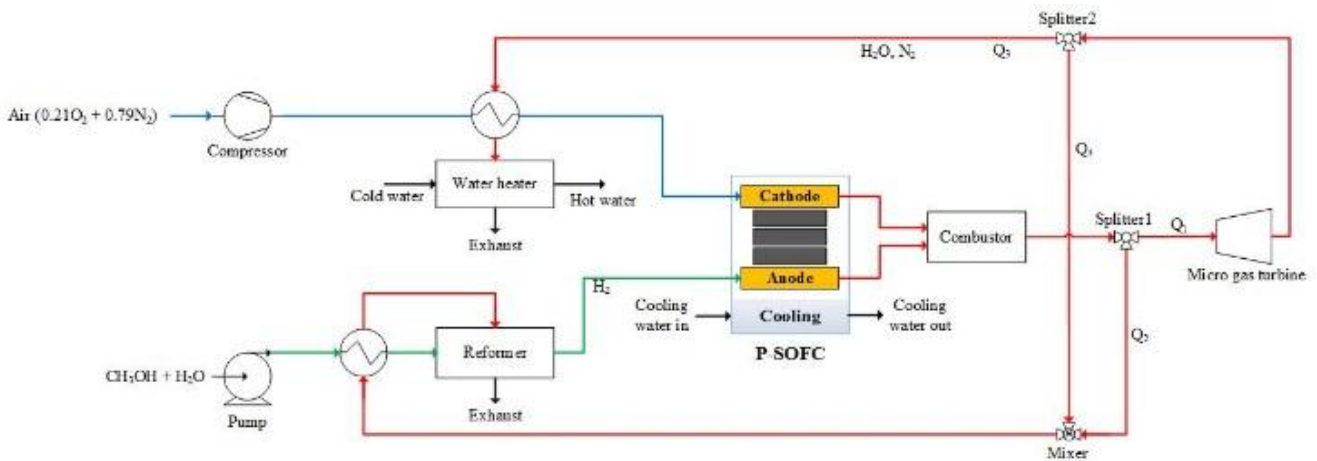 Splitter2
H₂O, N₂
Q₃
Air (0.21O₂ + 0.79N₂)
Compressor
Q₄
Cold water
Water heater
Hot water
Cathode
Splitter1
Q₁
Exhaust
Combustor
Micro gas turbine
H₂
Anode
Cooling
water in
Cooling
Cooling
water out
Q₂
Reformer
P-SOFC
CH₃OH + H₂O
Pump
Exhaust
Mixer